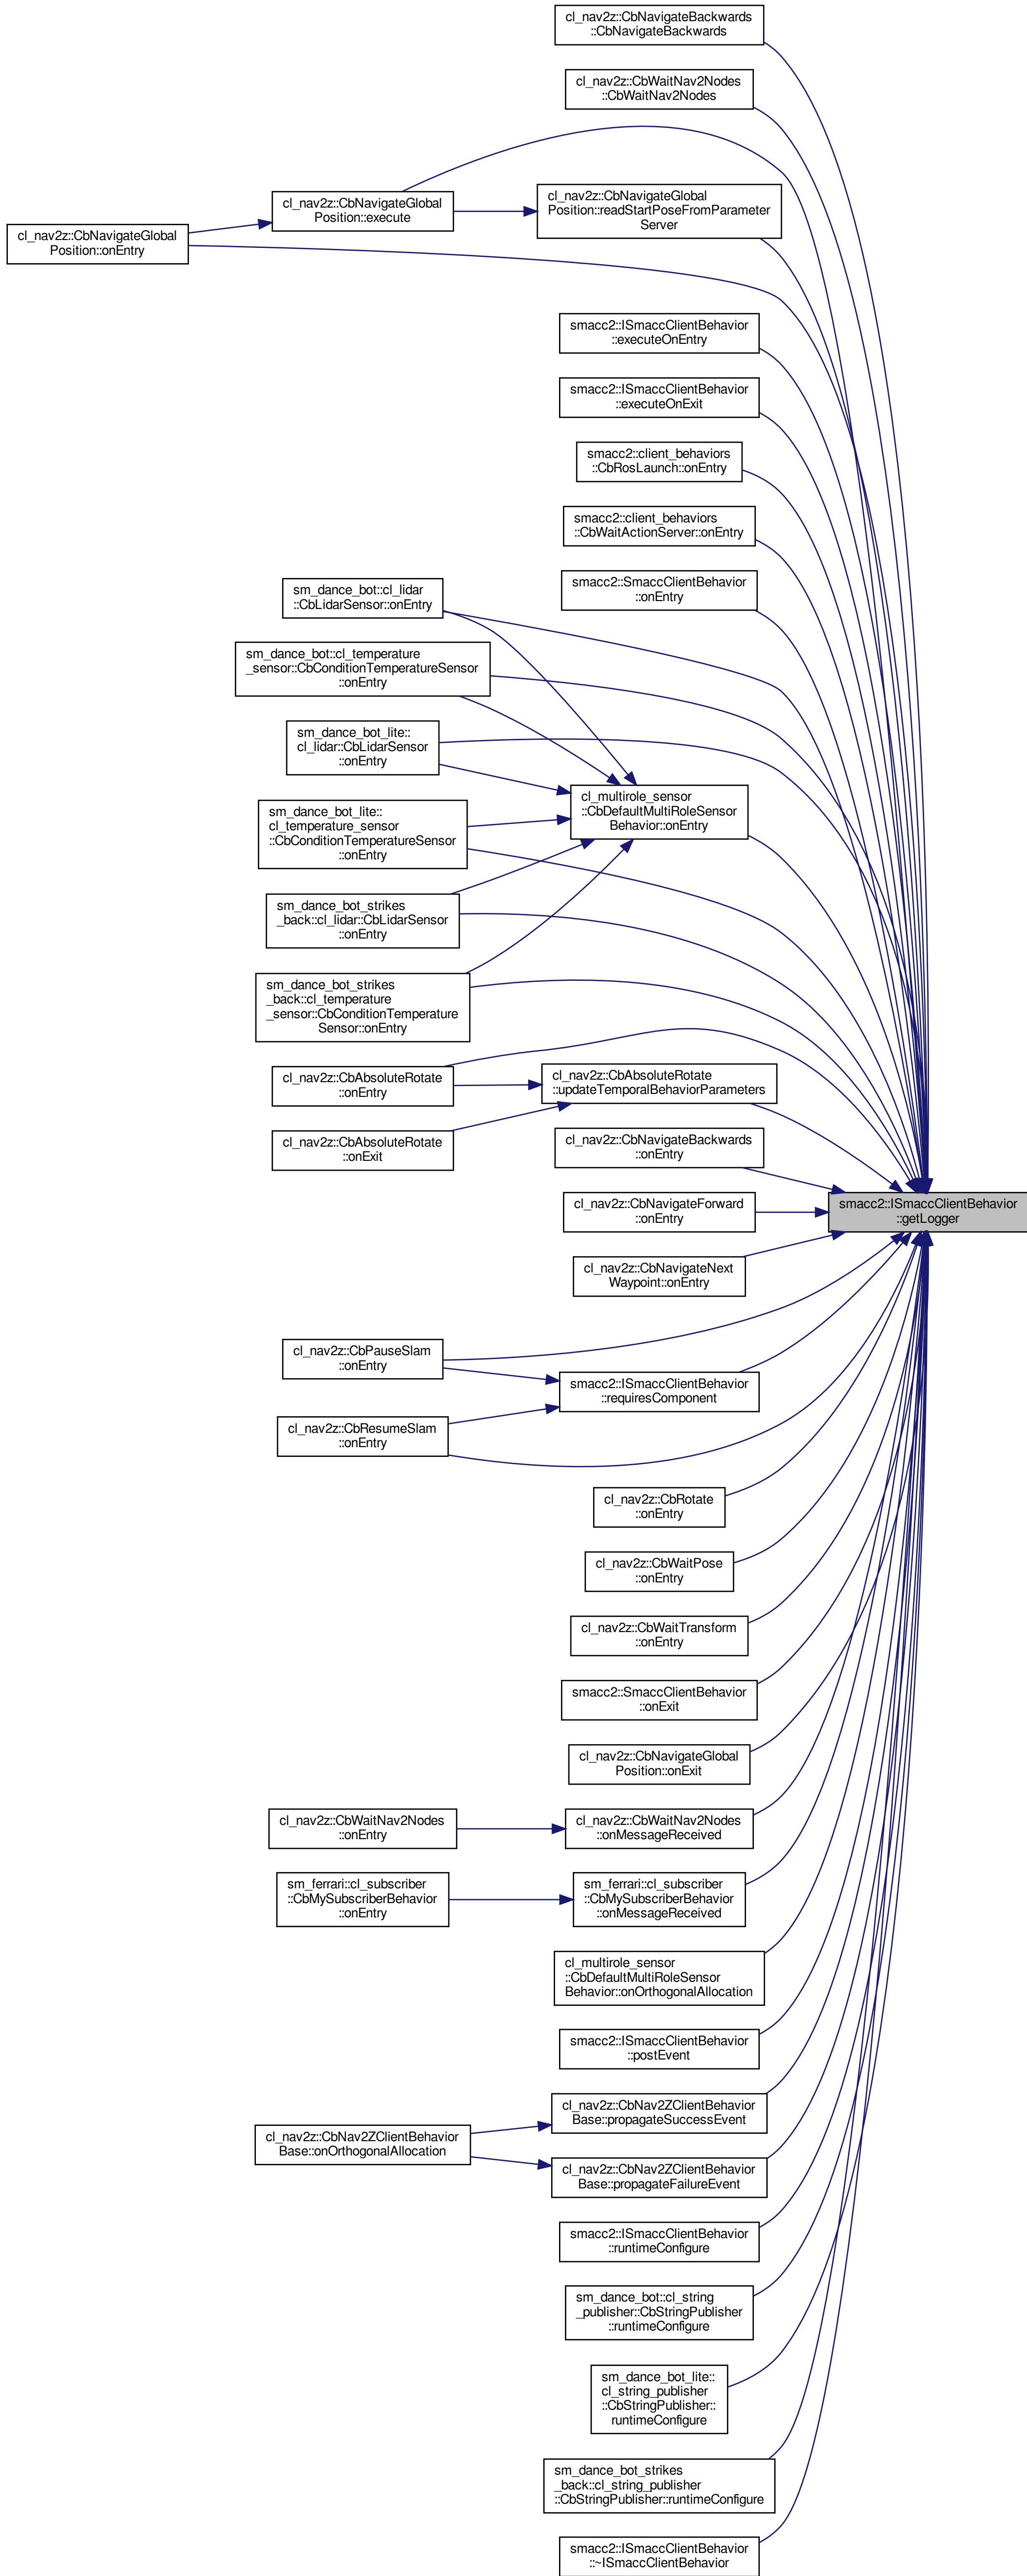 cl_nav2z::CbNavigateBackwards
::CbNavigateBackwards
cl_nav2z::CbWaitNav2Nodes
::CbWaitNav2Nodes
cl_nav2z::CbNavigateGlobal
Position::execute
cl_nav2z::CbNavigateGlobal
Position::readStartPoseFromParameter
Server
cl_nav2z::CbNavigateGlobal
Position::onEntry
smacc2::ISmaccClientBehavior
::executeOnEntry
smacc2::ISmaccClientBehavior
::executeOnExit
smacc2::client_behaviors
::CbRosLaunch::onEntry
smacc2::client_behaviors
::CbWaitActionServer::onEntry
smacc2::SmaccClientBehavior
::onEntry
sm_dance_bot::cl_lidar
::CbLidarSensor::onEntry
sm_dance_bot::cl_temperature
_sensor::CbConditionTemperatureSensor
::onEntry
sm_dance_bot_lite::
cl_lidar::CbLidarSensor
::onEntry
cl_multirole_sensor
::CbDefaultMultiRoleSensor
Behavior::onEntry
sm_dance_bot_lite::
cl_temperature_sensor
::CbConditionTemperatureSensor
::onEntry
sm_dance_bot_strikes
_back::cl_lidar::CbLidarSensor
::onEntry
sm_dance_bot_strikes
_back::cl_temperature
_sensor::CbConditionTemperature
Sensor::onEntry
cl_nav2z::CbAbsoluteRotate
::onEntry
cl_nav2z::CbAbsoluteRotate
::updateTemporalBehaviorParameters
cl_nav2z::CbAbsoluteRotate
::onExit
cl_nav2z::CbNavigateBackwards
::onEntry
smacc2::ISmaccClientBehavior
::getLogger
cl_nav2z::CbNavigateForward
::onEntry
cl_nav2z::CbNavigateNext
Waypoint::onEntry
cl_nav2z::CbPauseSlam
::onEntry
smacc2::ISmaccClientBehavior
::requiresComponent
cl_nav2z::CbResumeSlam
::onEntry
cl_nav2z::CbRotate
::onEntry
cl_nav2z::CbWaitPose
::onEntry
cl_nav2z::CbWaitTransform
::onEntry
smacc2::SmaccClientBehavior
::onExit
cl_nav2z::CbNavigateGlobal
Position::onExit
cl_nav2z::CbWaitNav2Nodes
::onEntry
cl_nav2z::CbWaitNav2Nodes
::onMessageReceived
sm_ferrari::cl_subscriber
::CbMySubscriberBehavior
::onEntry
sm_ferrari::cl_subscriber
::CbMySubscriberBehavior
::onMessageReceived
cl_multirole_sensor
::CbDefaultMultiRoleSensor
Behavior::onOrthogonalAllocation
smacc2::ISmaccClientBehavior
::postEvent
cl_nav2z::CbNav2ZClientBehavior
Base::propagateSuccessEvent
cl_nav2z::CbNav2ZClientBehavior
Base::onOrthogonalAllocation
cl_nav2z::CbNav2ZClientBehavior
Base::propagateFailureEvent
smacc2::ISmaccClientBehavior
::runtimeConfigure
sm_dance_bot::cl_string
_publisher::CbStringPublisher
::runtimeConfigure
sm_dance_bot_lite::
cl_string_publisher
::CbStringPublisher::
runtimeConfigure
sm_dance_bot_strikes
_back::cl_string_publisher
::CbStringPublisher::runtimeConfigure
smacc2::ISmaccClientBehavior
::~ISmaccClientBehavior